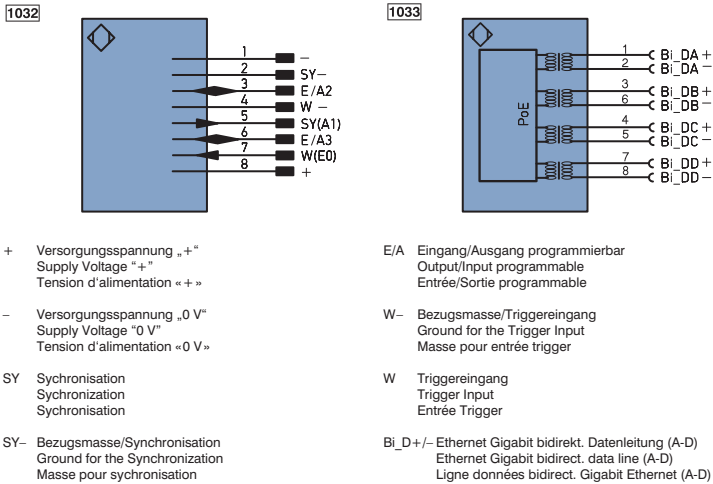 1032
1 –
2 SY–
3 E/A2
4 W –
5 SY(A1)
6 E/A3
7 W(E0)
8 +
1033
PoE
1 Bi_DA+
2 Bi_DA–
3 Bi_DB+
6 Bi_DB–
4 Bi_DC+
5 Bi_DC–
7 Bi_DD+
8 Bi_DD–
+ Versorgungsspannung „+“
Supply Voltage “+”
Tension d‘alimentation «+»
– Versorgungsspannung „0 V“
Supply Voltage “0 V”
Tension d‘alimentation «0 V»
SY Sychronisation
Sychronization
Sychronisation
SY– Bezugsmasse/Synchronisation
Ground for the Synchronization
Masse pour sychronisation
E/A Eingang/Ausgang programmierbar
Output/Input programmable
Entrée/Sortie programmable
W– Bezugsmasse/Triggereingang
Ground for the Trigger Input
Masse pour entrée trigger
W Triggereingang
Trigger Input
Entrée Trigger
Bi_D+/– Ethernet Gigabit bidirekt. Datenleitung (A-D)
Ethernet Gigabit bidirect. data line (A-D)
Ligne données bidirect. Gigabit Ethernet (A-D)